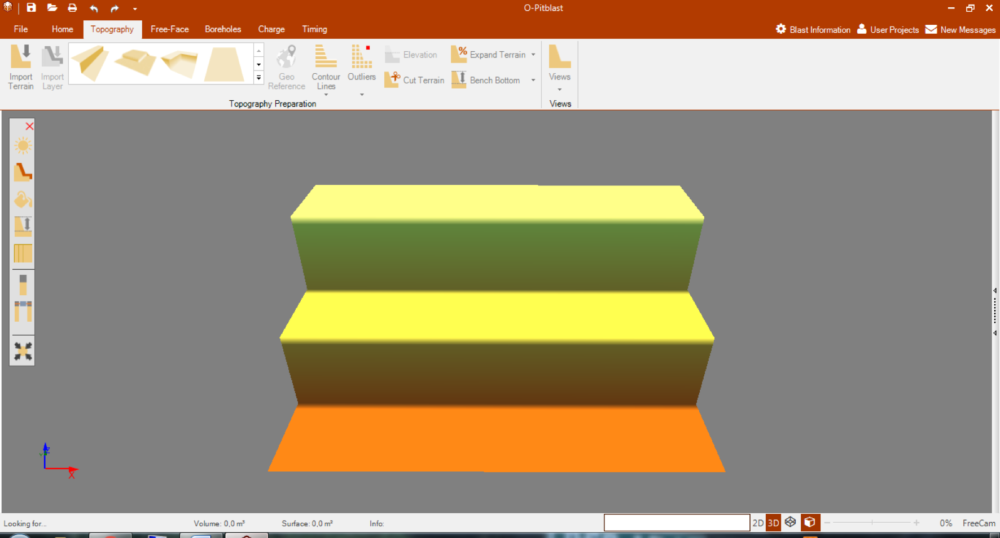 O-Pitblast
File Home Topography Free-Face Boreholes Charge Timing Blast Information User Projects New Messages
Import Terrain
Import Layer
Geo Reference
Contour Lines
Outliers
Elevation
Cut Terrain
% Expand Terrain
Bench Bottom
Views
Topography Preparation
Views
Z
Y
X
Looking for... Volume: 0,0 m³ Surface: 0,0 m² Info: 2D 3D 0% FreeCam